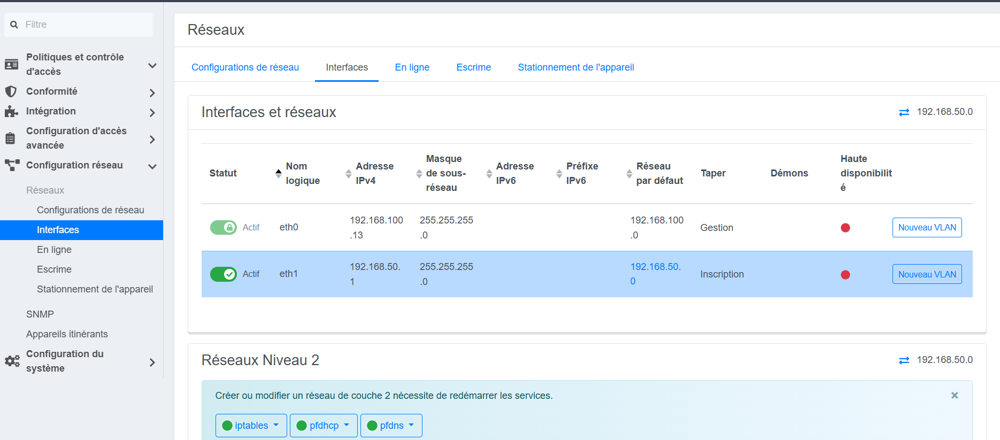 Filtre
Politiques et contrôle
d'accès
Conformité
Intégration
Configuration d'accès
avancée
Configuration réseau
Réseaux
Configurations de réseau
Interfaces
En ligne
Escrime
Stationnement de l'appareil
SNMP
Appareils itinérants
Configuration du
système
Réseaux
Configurations de réseau Interfaces En ligne Escrime Stationnement de l'appareil
Interfaces et réseaux 192.168.50.0
Statut
Nom
logique
Adresse
IPv4
Masque
de sous-
réseau
Adresse
IPv6
Préfixe
IPv6
Réseau
par défaut
Taper
Démons
Haute
disponibilit
é
Actif
eth0
192.168.100
.13
255.255.255
.0
192.168.100
.0
Gestion
Nouveau VLAN
Actif
eth1
192.168.50.
1
255.255.255
.0
192.168.50.
0
Inscription
Nouveau VLAN
Réseaux Niveau 2 192.168.50.0
Créer ou modifier un réseau de couche 2 nécessite de redémarrer les services.
iptables pfdhcp pfdns